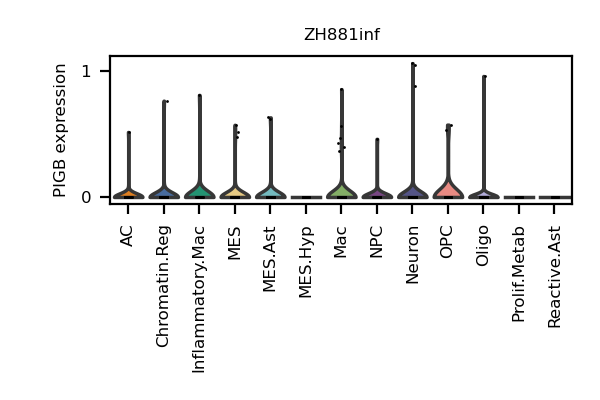 ZH881inf
PIGB expression
1
0
AC
Chromatin.Reg
Inflammatory.Mac
MES
MES.Ast
MES.Hyp
Mac
NPC
Neuron
OPC
Oligo
Prolif.Metab
Reactive.Ast